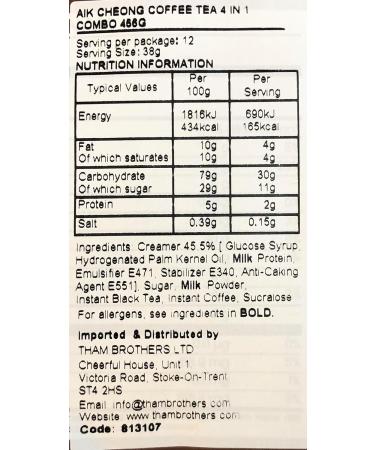 AIK CHEONG COFFEE TEA 4 IN 1
COMBO 456G
Serving per package: 12
Serving Size: 38g
NUTRITION INFORMATION
Typical Values Per 100g Per Serving
Energy 1816kJ 690kJ
434kcal 165kcal
Fat 10g 4g
Of which saturates 10g 4g
Carbohydrate 79g 30g
Of which sugar 29g 11g
Protein 5g 2g
Salt 0.39g 0.15g
Ingredients: Creamer 45.5% [ Glucose Syrup,
Hydrogenated Palm Kernel Oil, Milk Protein,
Emulsifier E471, Stabilizer E340, Anti-Caking
Agent E551], Sugar, Milk Powder,
Instant Black Tea, Instant Coffee, Sucralose
For allergens, see ingredients in BOLD.
Imported & Distributed by
THAM BROTHERS LTD
Cheerful House, Unit 1
Victoria Road, Stoke-On-Trent
ST4 2HS
Email: info@thambrothers.com
Website: www.thambrothers.com
Code: 813107